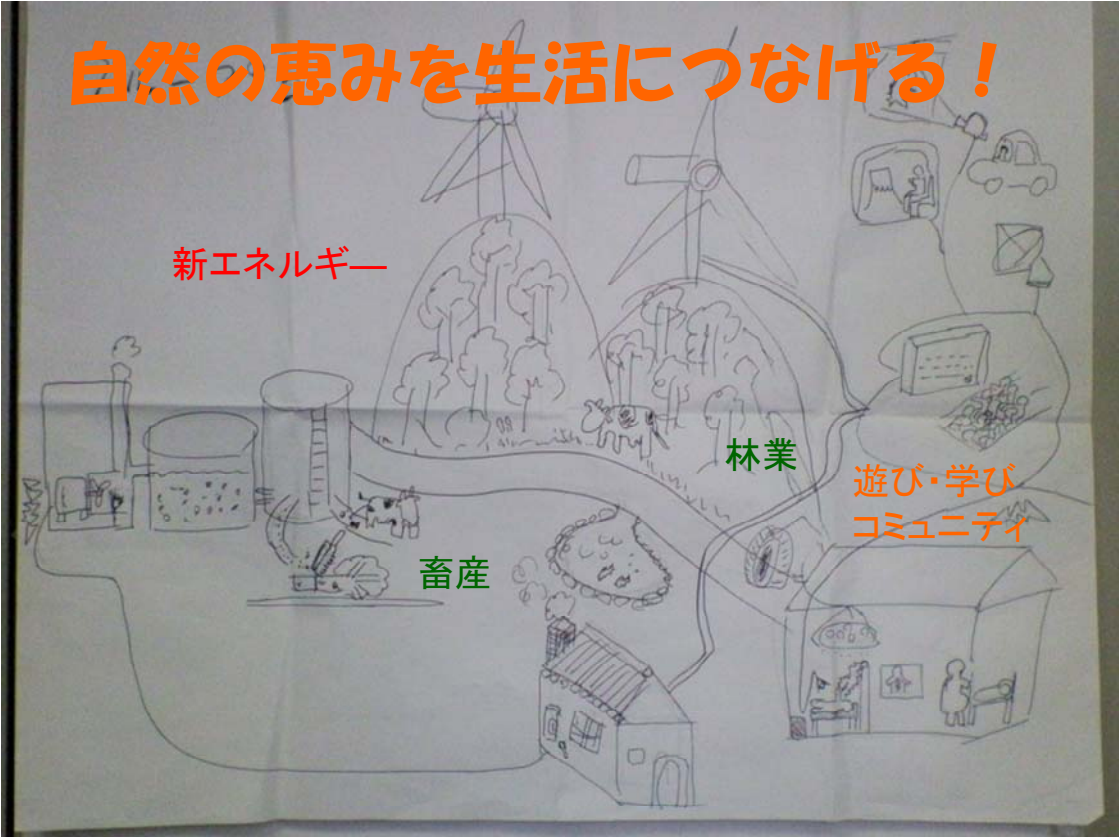 自然の恵みを生活につなげる！
新エネルギー
林業
遊び・学び
コミュニティ
畜産